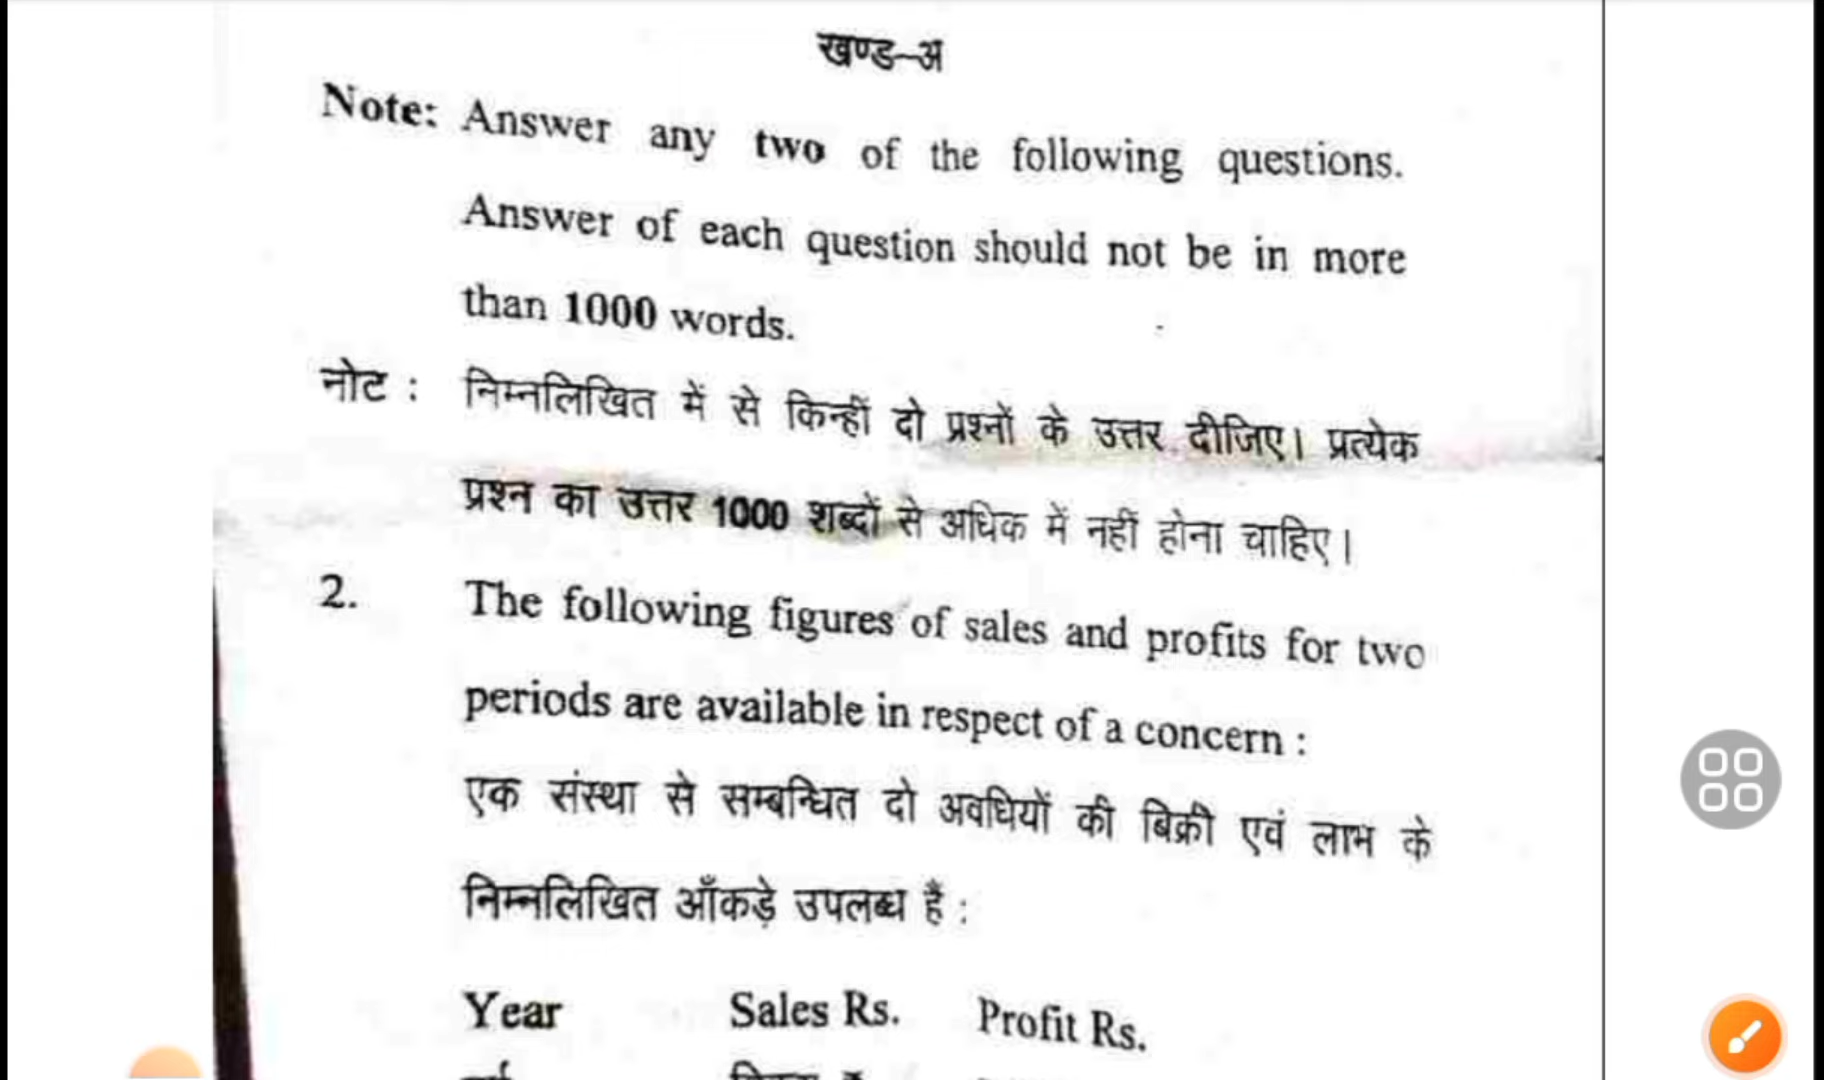 खण्ड–अ
Note: Answer any two of the following questions.
Answer of each question should not be in more
than 1000 words.
नोट : निम्नलिखित में से किन्हीं दो प्रश्नों के उत्तर दीजिए। प्रत्येक
प्रश्न का उत्तर 1000 शब्दों से अधिक में नहीं होना चाहिए।
2. The following figures of sales and profits for two
periods are available in respect of a concern :
एक संस्था से सम्बन्धित दो अवधियों की बिक्री एवं लाभ के
निम्नलिखित आँकड़े उपलब्ध हैं :
Year Sales Rs. Profit Rs.